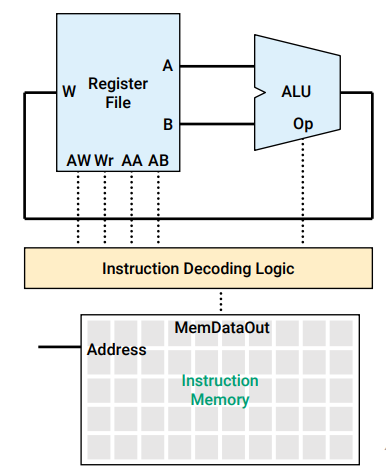 A
W
Register
File
ALU
B
Op
AW Wr AA AB
Instruction Decoding Logic
MemDataOut
Address
Instruction
Memory